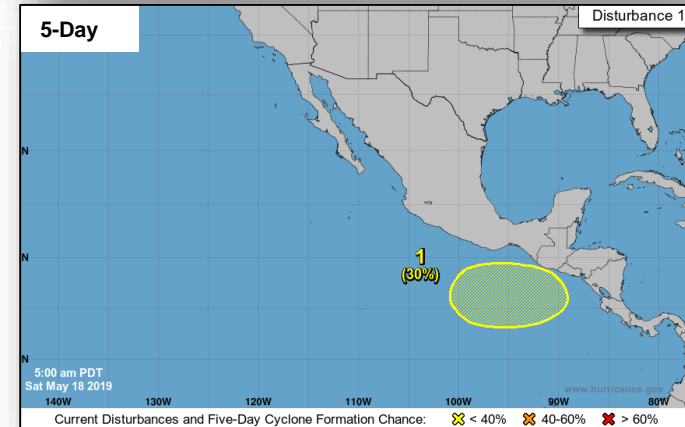 5-Day
Disturbance 1
N
N
1
(30%)
N
5:00 am PDT
Sat May 18 2019
www.hurricanes.gov
140W 130W 120W 110W 100W 90W 80W
Current Disturbances and Five-Day Cyclone Formation Chance: < 40% 40-60% > 60%